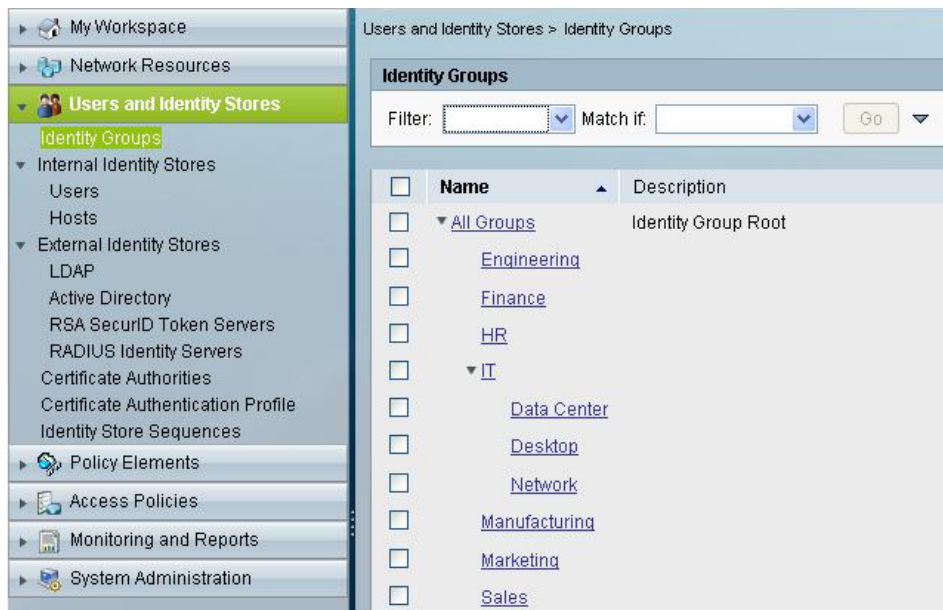 My Workspace
Network Resources
Users and Identity Stores
Identity Groups
Internal Identity Stores
Users
Hosts
External Identity Stores
LDAP
Active Directory
RSA SecurID Token Servers
RADIUS Identity Servers
Certificate Authorities
Certificate Authentication Profile
Identity Store Sequences
Policy Elements
Access Policies
Monitoring and Reports
System Administration
Users and Identity Stores > Identity Groups
Identity Groups
Filter: Match if: Go
Name Description
All Groups Identity Group Root
Engineering
Finance
HR
IT
Data Center
Desktop
Network
Manufacturing
Marketing
Sales